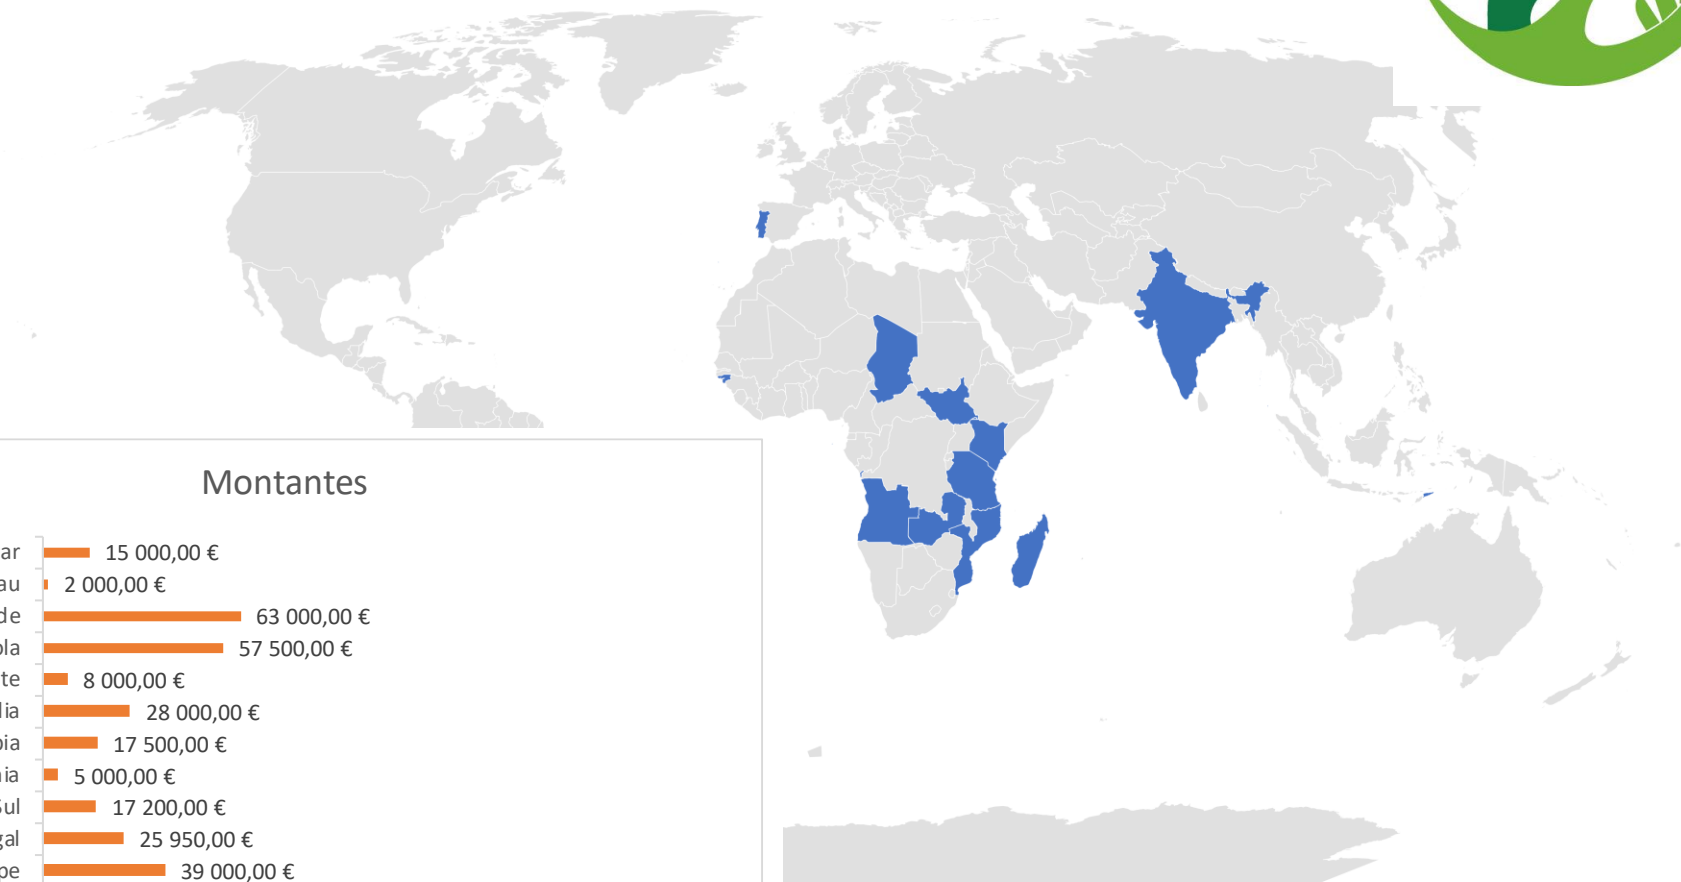 Montantes
ar 15 000,00 €
au 2 000,00 €
de 63 000,00 €
ola 57 500,00 €
te 8 000,00 €
dia 28 000,00 €
bia 17 500,00 €
nia 5 000,00 €
Sul 17 200,00 €
gal 25 950,00 €
pe 39 000,00 €